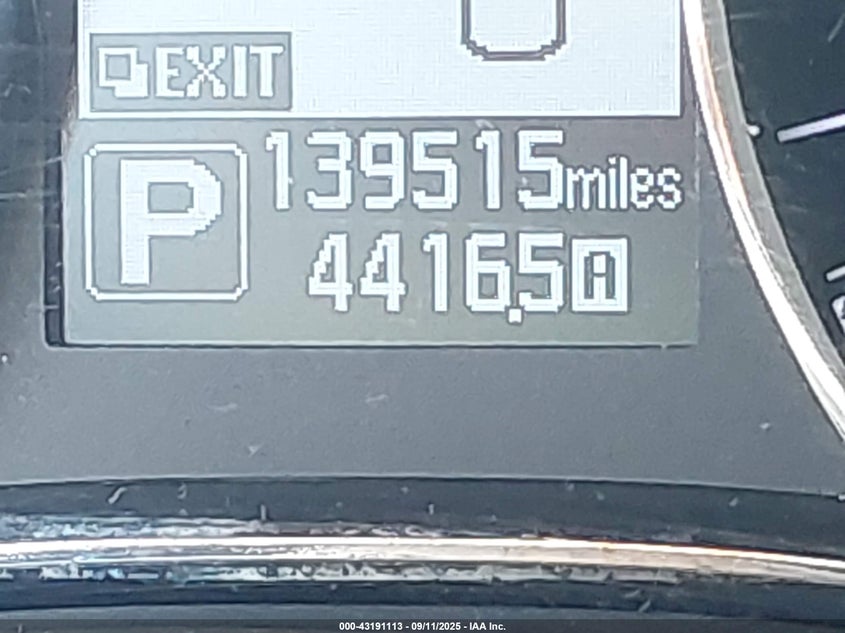 EXIT
P
139515miles
4416.5A
000-43191113 - 09/11/2025 - IAA Inc.